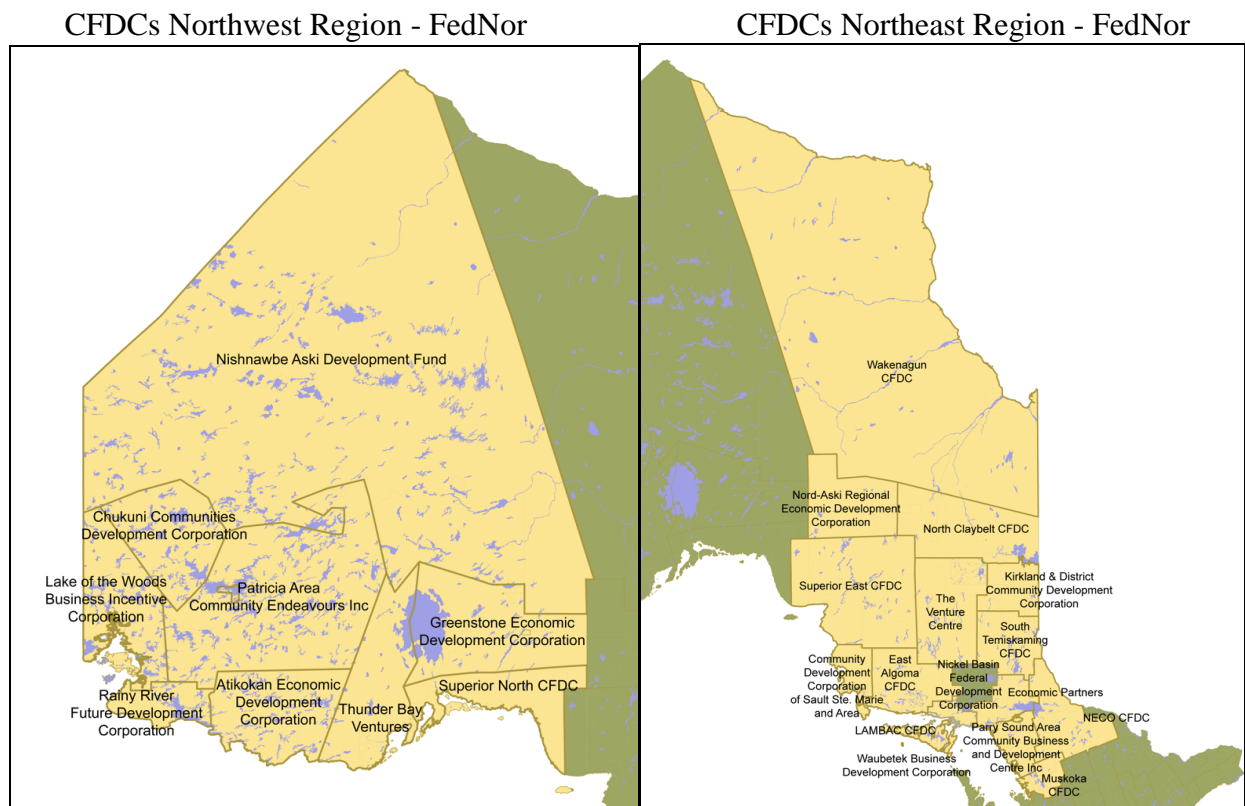 CFDCs Northwest Region - FedNor
Nishnawbe Aski Development Fund
Chukuni Communities
Development Corporation
Lake of the Woods
Business Incentive
Corporation
Patricia Area
Community Endeavours Inc
Greenstone Economic
Development Corporation
Rainy River
Future Development
Corporation
Atikokan Economic
Development
Corporation
Thunder Bay
Ventures
Superior North CFDC
CFDCs Northeast Region - FedNor
Wakenagun
CFDC
Nord-Aski Regional
Economic Development
Corporation
North Claybelt CFDC
Superior East CFDC
The
Venture
Centre
Kirkland & District
Community Development
Corporation
South
Temiskaming
CFDC
Community
Development
Corporation
of Sault Ste. Marie
and Area
East
Algoma
CFDC
Nickel Basin
Federal
Development
Corporation
Economic Partners
NECO CFDC
LAMBAC CFDC
Waubetek Business
Development Corporation
Parry Sound Area
Community Business
and Development
Centre Inc
Muskoka
CFDC